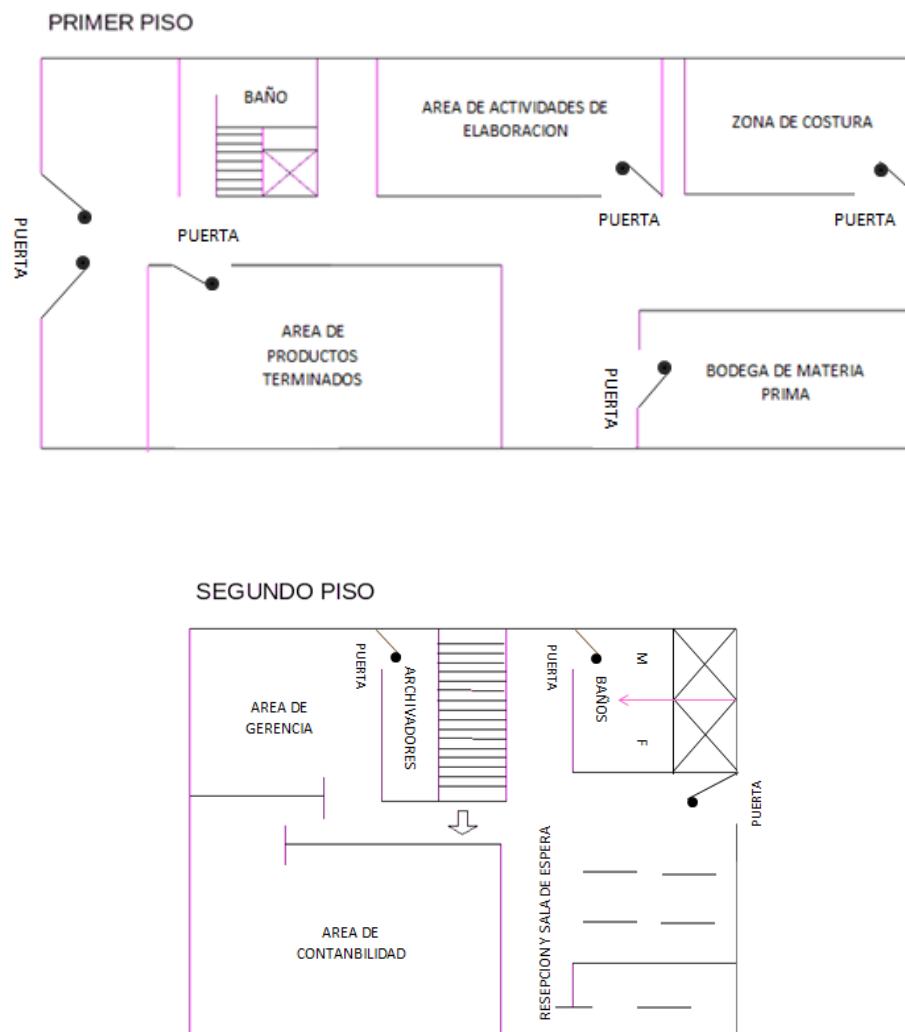 PRIMER PISO
BAÑO
AREA DE ACTIVIDADES DE
ELABORACION
ZONA DE COSTURA
PUERTA
PUERTA
PUERTA
PUERTA
AREA DE
PRODUCTOS
TERMINADOS
PUERTA
BODEGA DE MATERIA
PRIMA
SEGUNDO PISO
AREA DE
GERENCIA
PUERTA
ARCHIVADORES
PUERTA
BAÑOS
M
F
PUERTA
RESEPCION Y SALA DE ESPERA
AREA DE
CONTANBILIDAD